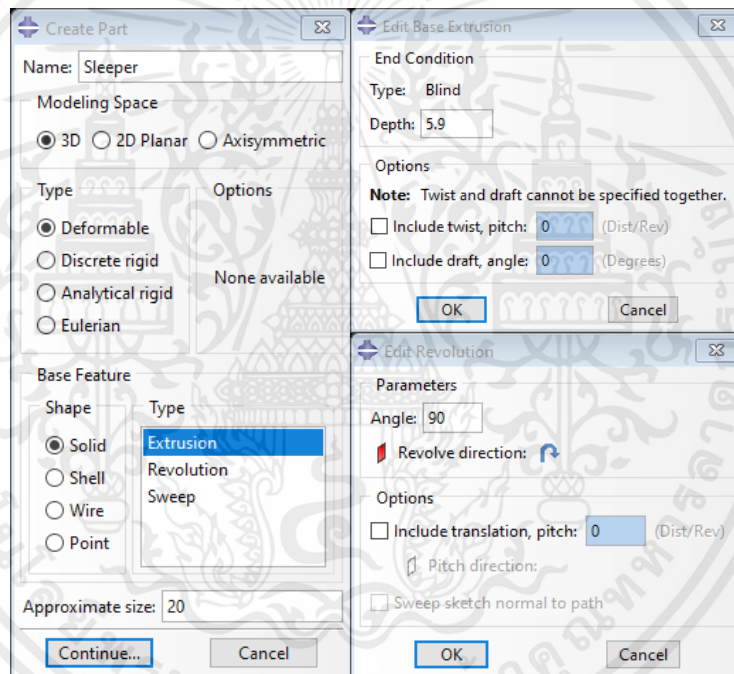 Create Part
Name: Sleeper
Modeling Space
3D 2D Planar Axisymmetric
Type Options
Deformable
Discrete rigid
Analytical rigid
Eulerian
None available
Base Feature
Shape Type
Solid
Shell
Wire
Point
Extrusion
Revolution
Sweep
Approximate size: 20
Continue... Cancel
Edit Base Extrusion
End Condition
Type: Blind
Depth: 5.9
Options
Note: Twist and draft cannot be specified together.
Include twist, pitch: 0 (Dist/Rev)
Include draft, angle: 0 (Degrees)
OK Cancel
Edit Revolution
Parameters
Angle: 90
Revolve direction:
Options
Include translation, pitch: 0 (Dist/Rev)
Pitch direction:
Sweep sketch normal to path
OK Cancel